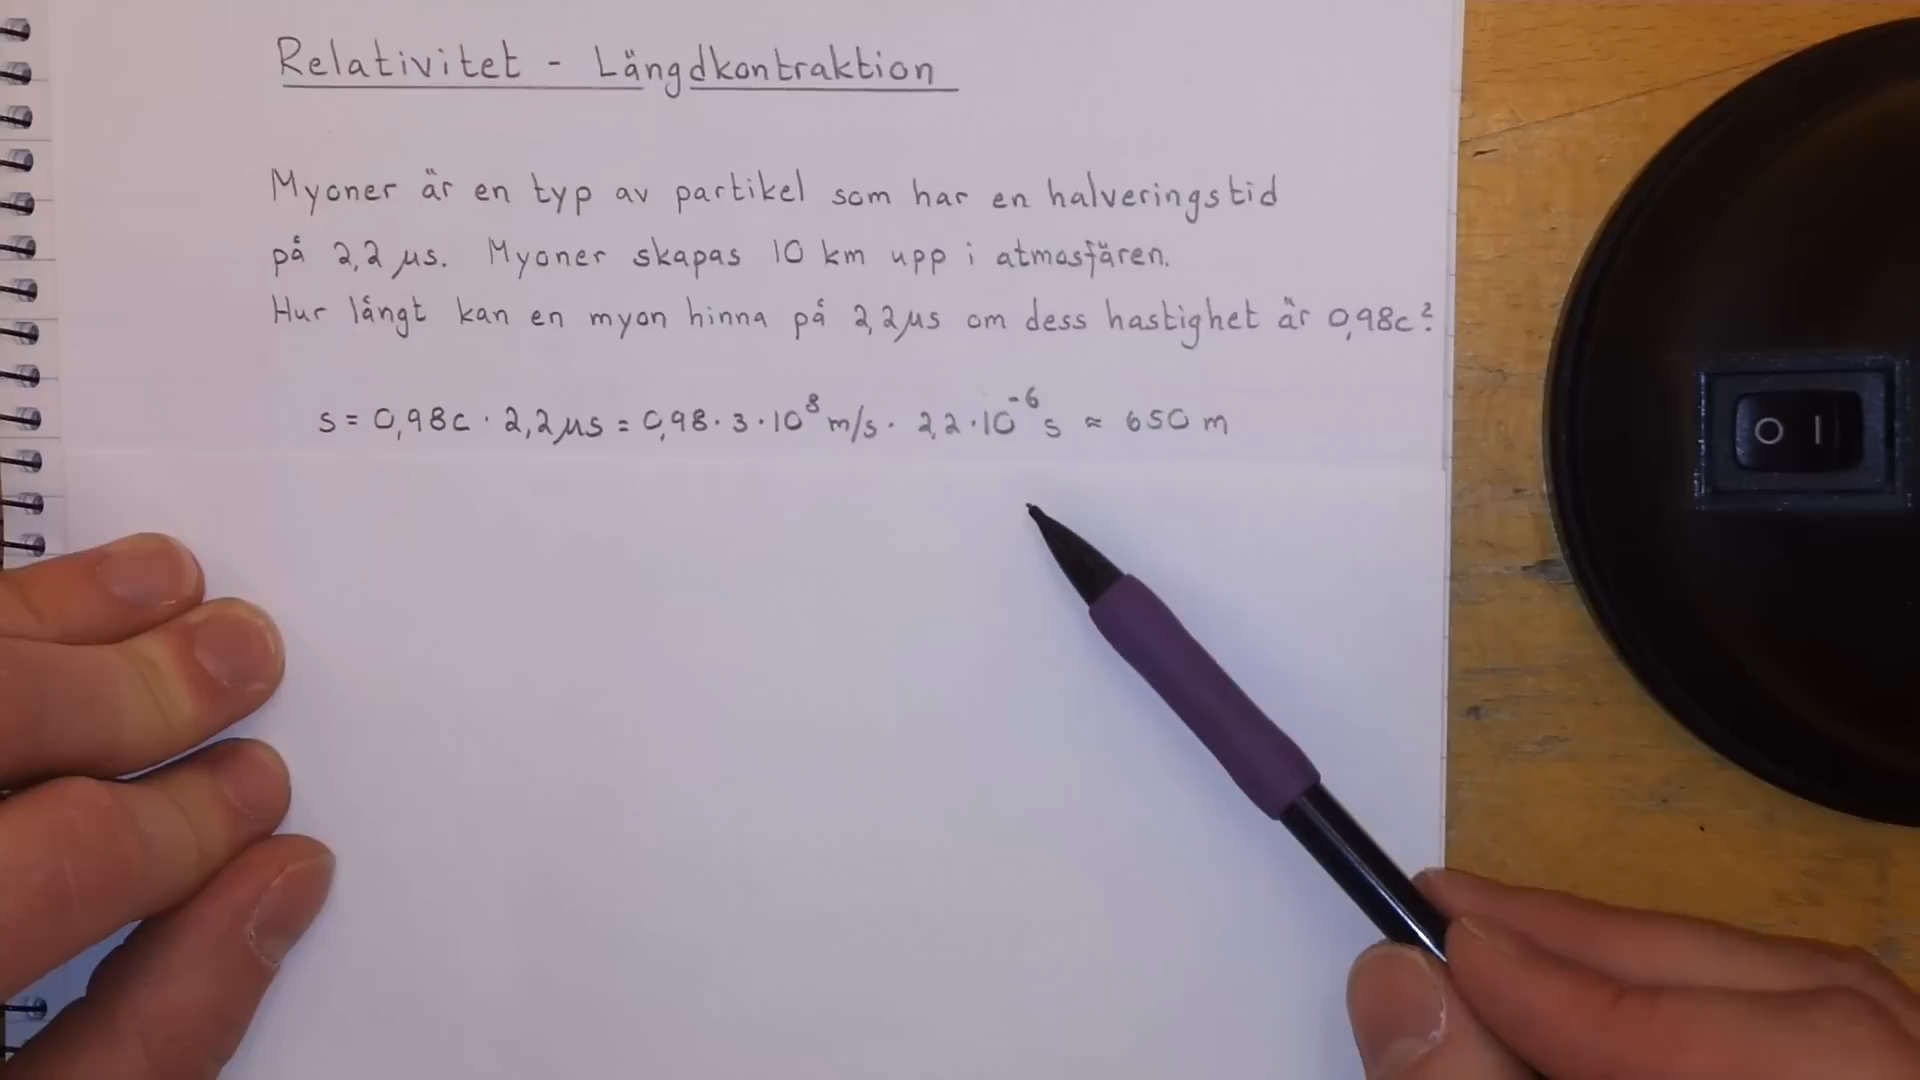 Relativitet - Längdkontraktion
Myoner är en typ av partikel som har en halveringstid
på 2,2 μs. Myoner skapas 10 km upp i atmosfären.
Hur långt kan en myon hinna på 2,2μs om dess hastighet är 0,98c?
s = 0,98c · 2,2μs = 0,98 · 3 · 10⁸ m/s · 2,2 · 10⁻⁶ s ≈ 650 m